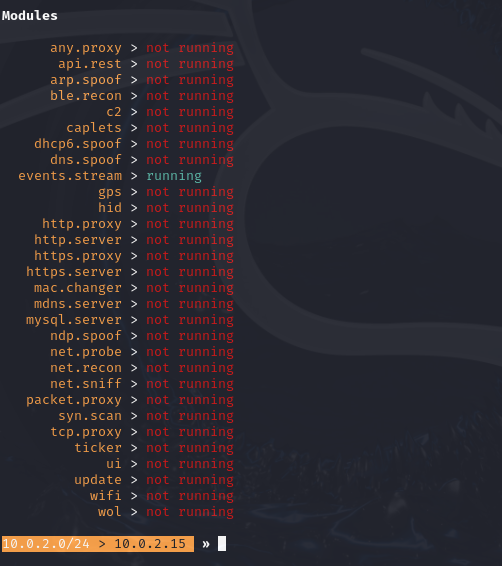 Modules
any.proxy > not running
api.rest > not running
arp.spoof > not running
ble.recon > not running
c2 > not running
caplets > not running
dhcp6.spoof > not running
dns.spoof > not running
events.stream > running
gps > not running
hid > not running
http.proxy > not running
http.server > not running
https.proxy > not running
https.server > not running
mac.changer > not running
mdns.server > not running
mysql.server > not running
ndp.spoof > not running
net.probe > not running
net.recon > not running
net.sniff > not running
packet.proxy > not running
syn.scan > not running
tcp.proxy > not running
ticker > not running
ui > not running
update > not running
wifi > not running
wol > not running
10.0.2.0/24 > 10.0.2.15 »